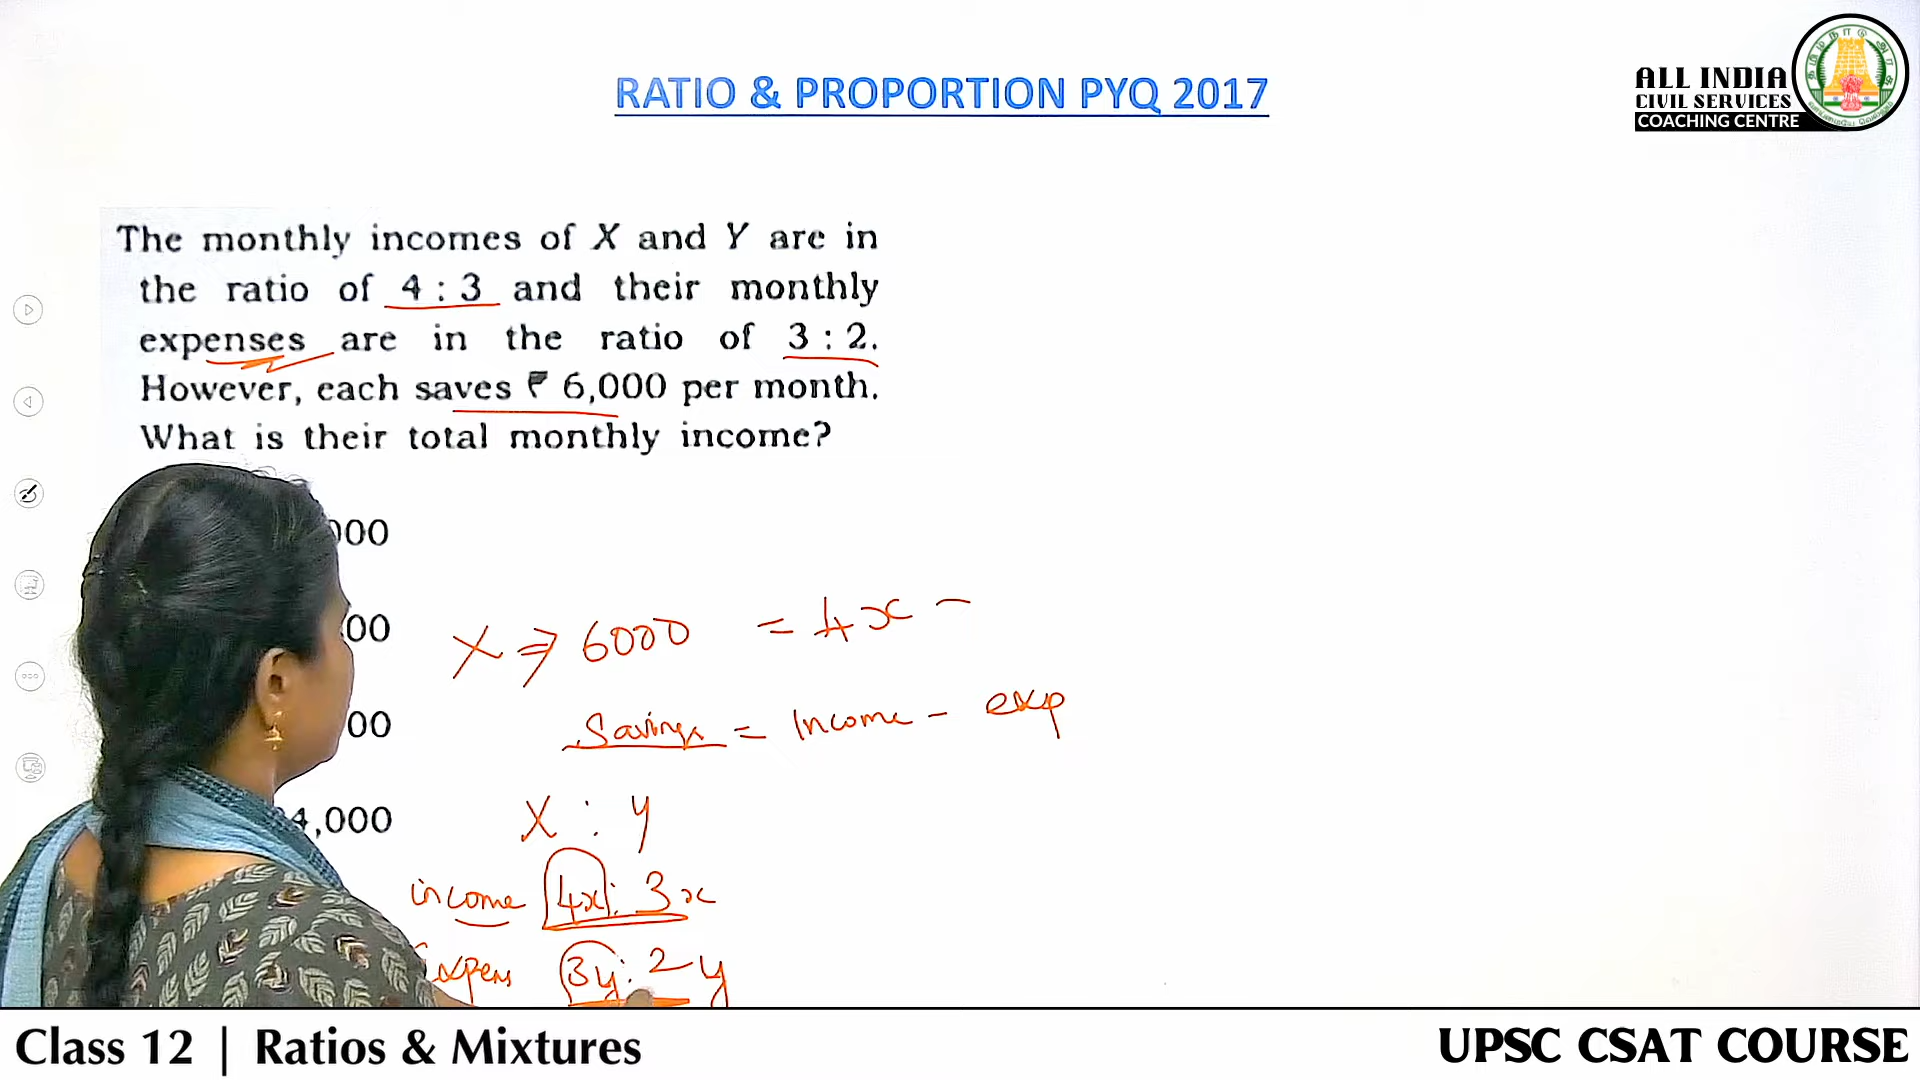 RATIO & PROPORTION PYQ 2017
ALL INDIA
CIVIL SERVICES
COACHING CENTRE
The monthly incomes of X and Y are in
the ratio of 4 : 3 and their monthly
expenses are in the ratio of 3 : 2.
However, each saves ₹ 6,000 per month.
What is their total monthly income?
000
00
X ⇒ 6000 = 4x −
00
Savings = Income − exp
4,000
X : y
income 4x : 3x
Expens 3y : 2y
Class 12 | Ratios & Mixtures
UPSC CSAT COURSE